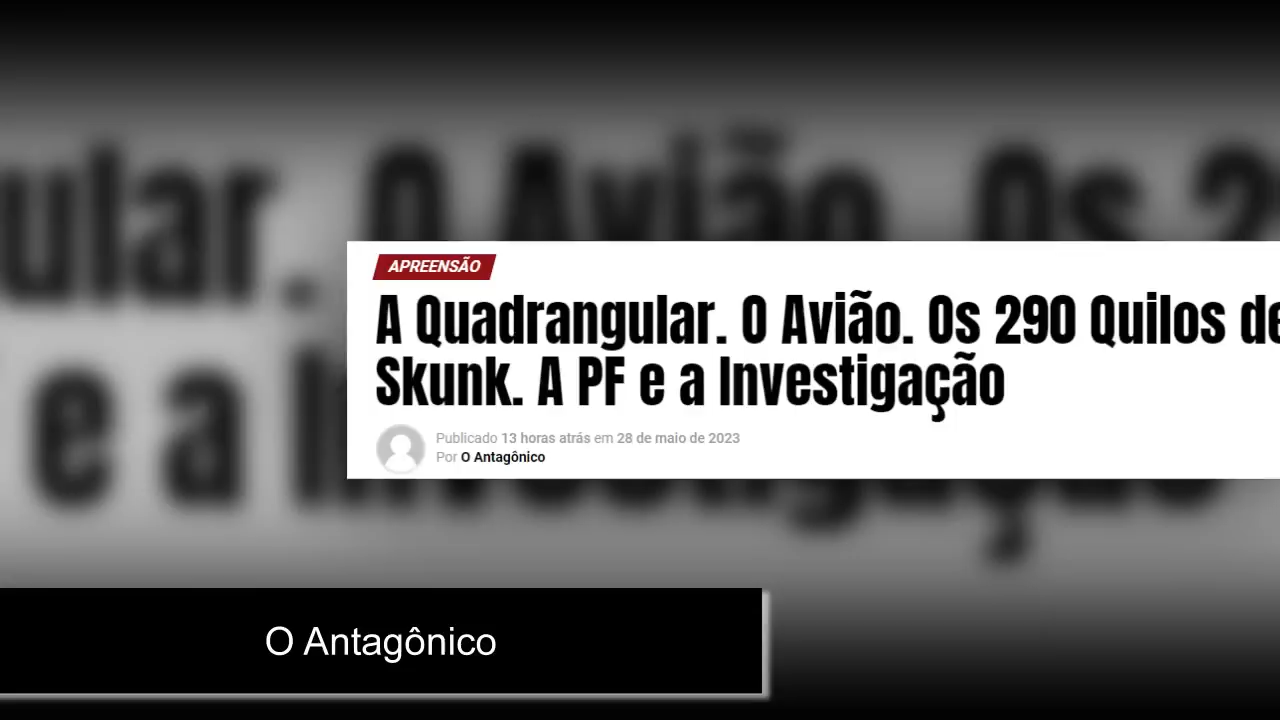 APREENSÃO
A Quadrangular. O Avião. Os 290 Quilos de
Skunk. A PF e a Investigação
Publicado 13 horas atrás em 28 de maio de 2023
Por O Antagônico
O Antagônico